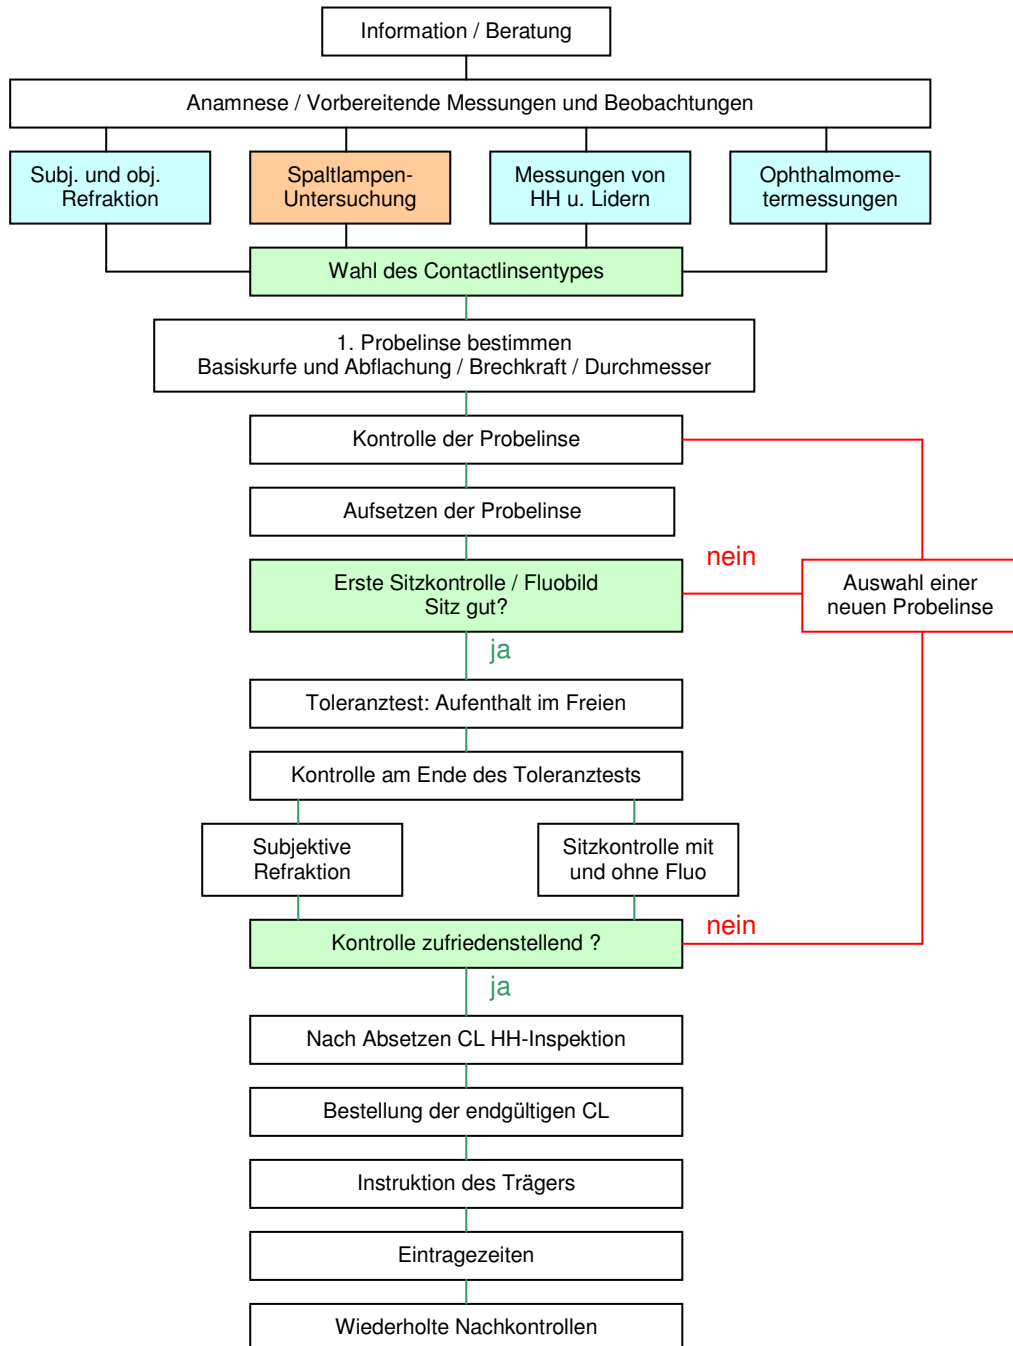 Information / Beratung
Anamnese / Vorbereitende Messungen und Beobachtungen
Subj. und obj.
Refraktion
Spaltlampen-
Untersuchung
Messungen von
HH u. Lidern
Ophthalmome-
termessungen
Wahl des Contactlinsentypes
1. Probelinse bestimmen
Basiskurfe und Abflachung / Brechkraft / Durchmesser
Kontrolle der Probelinse
Aufsetzen der Probelinse
nein
Erste Sitzkontrolle / Fluobild
Sitz gut?
Auswahl einer
neuen Probelinse
ja
Toleranztest: Aufenthalt im Freien
Kontrolle am Ende des Toleranztests
Subjektive
Refraktion
Sitzkontrolle mit
und ohne Fluo
nein
Kontrolle zufriedenstellend ?
ja
Nach Absetzen CL HH-Inspektion
Bestellung der endgültigen CL
Instruktion des Trägers
Eintragezeiten
Wiederholte Nachkontrollen